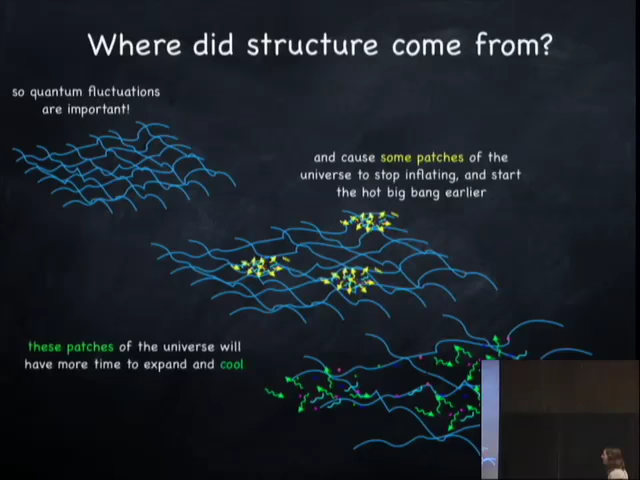 Where did structure come from?
so quantum fluctuations
are important!
and cause some patches of the
universe to stop inflating, and start
the hot big bang earlier
these patches of the universe will
have more time to expand and cool